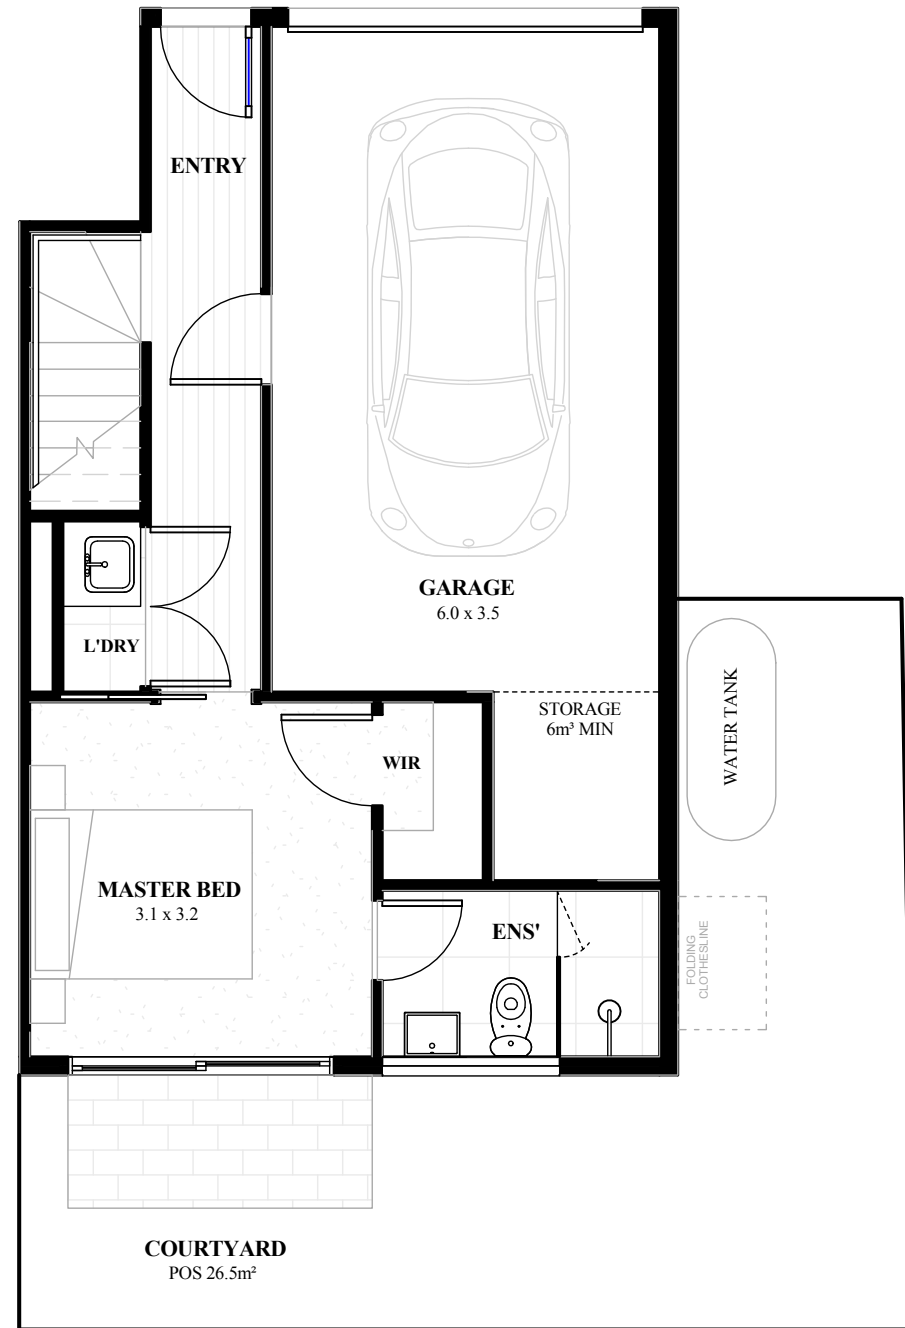 ENTRY
GARAGE
6.0 x 3.5
L'DRY
STORAGE
6m³ MIN
WATER TANK
WIR
MASTER BED
3.1 x 3.2
ENS'
FOLDING
CLOTHESLINE
COURTYARD
POS 26.5m²